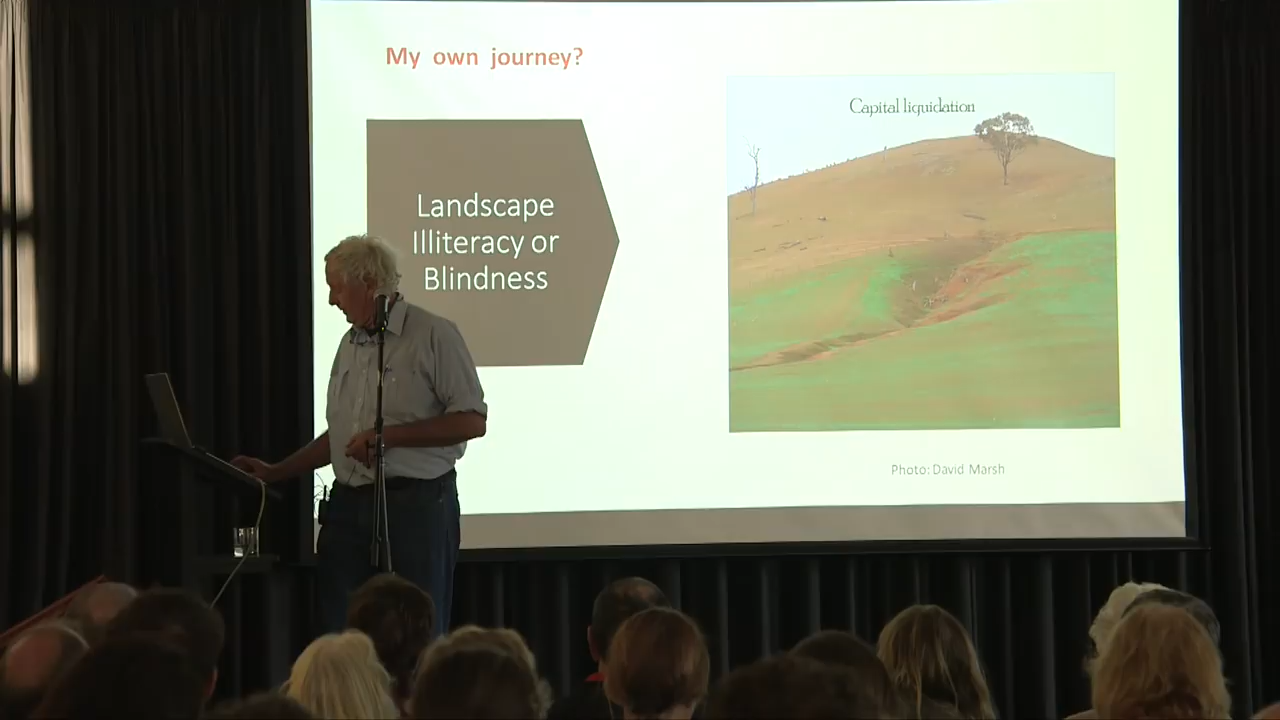 My own journey?
Landscape
Illiteracy or
Blindness
Capital liquidation
Photo: David Marsh